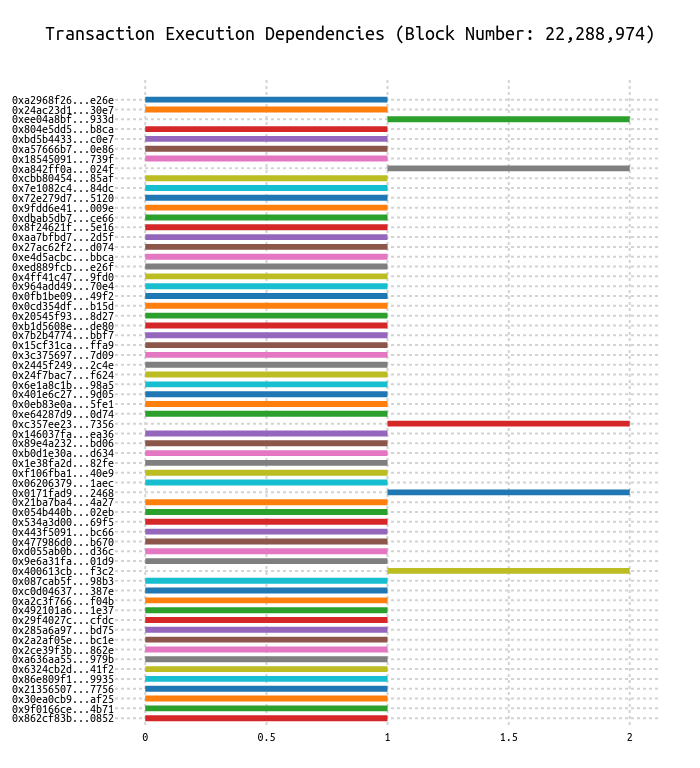 Transaction Execution Dependencies (Block Number: 22,288,974)
0xa2968f26...e26e
0x24ac23d1...30e7
0xee04a8bf...933d
0x804e5dd5...b8ca
0xbd5b4433...c0e7
0xa57666b7...0e86
0x18545091...739f
0xa842ff0a...024f
0xcbb80454...85af
0x7e1082c4...84dc
0x72e279d7...5120
0x9fdd6e41...009e
0xdbab5db7...ce66
0x8f24621f...5e16
0xaa7bfbd7...2d5f
0x27ac62f2...d074
0xe4d5acbc...bbca
0xed889fcb...e26f
0x4ff41c47...9fd0
0x964add49...70e4
0x0fb1be09...49f2
0x0cd354df...b15d
0x20545f93...8d27
0xb1d5608e...de80
0x7b2b4774...bbf7
0x15cf31ca...ffa9
0x3c375697...7d09
0x2445f249...2c4e
0x24f7bac7...f624
0x6e1a8c1b...98a5
0x401e6c27...9d05
0x0eb83e0a...5fe1
0xe64287d9...0d74
0xc357ee23...7356
0x146037fa...ea36
0x89e4a232...bd06
0xb0d1e30a...d634
0x1e38fa2d...82fe
0xf106fba1...40e9
0x06206379...1aec
0x0171fad9...2468
0x21ba7ba4...4a27
0x054b440b...02eb
0x534a3d00...69f5
0x443f5091...bc66
0x477986d0...b670
0xd055ab0b...d36c
0x9e6a31fa...01d9
0x400613cb...f3c2
0x087cab5f...98b3
0xc0d04637...387e
0xa2c3f766...f04b
0x492101a6...1e37
0x29f4027c...cfdc
0x285a6a97...bd75
0x2a2af05e...bc1e
0x2ce39f3b...862e
0xa636aa55...979b
0x6324cb2d...41f2
0x86e809f1...9935
0x21356507...7756
0x30ea0cb9...af25
0x9f0166ce...4b71
0x862cf83b...0852
0 0.5 1 1.5 2